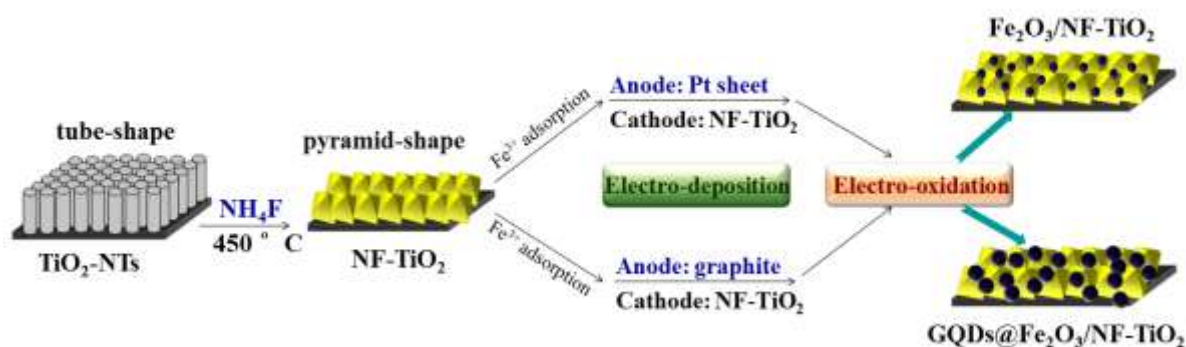 tube-shape
TiO₂-NTs
NH₄F
450 ° C
pyramid-shape
NF-TiO₂
Fe³⁺ adsorption
Anode: Pt sheet
Cathode: NF-TiO₂
Fe³⁺ adsorption
Anode: graphite
Cathode: NF-TiO₂
Electro-deposition
Electro-oxidation
Fe₂O₃/NF-TiO₂
GQDs@Fe₂O₃/NF-TiO₂